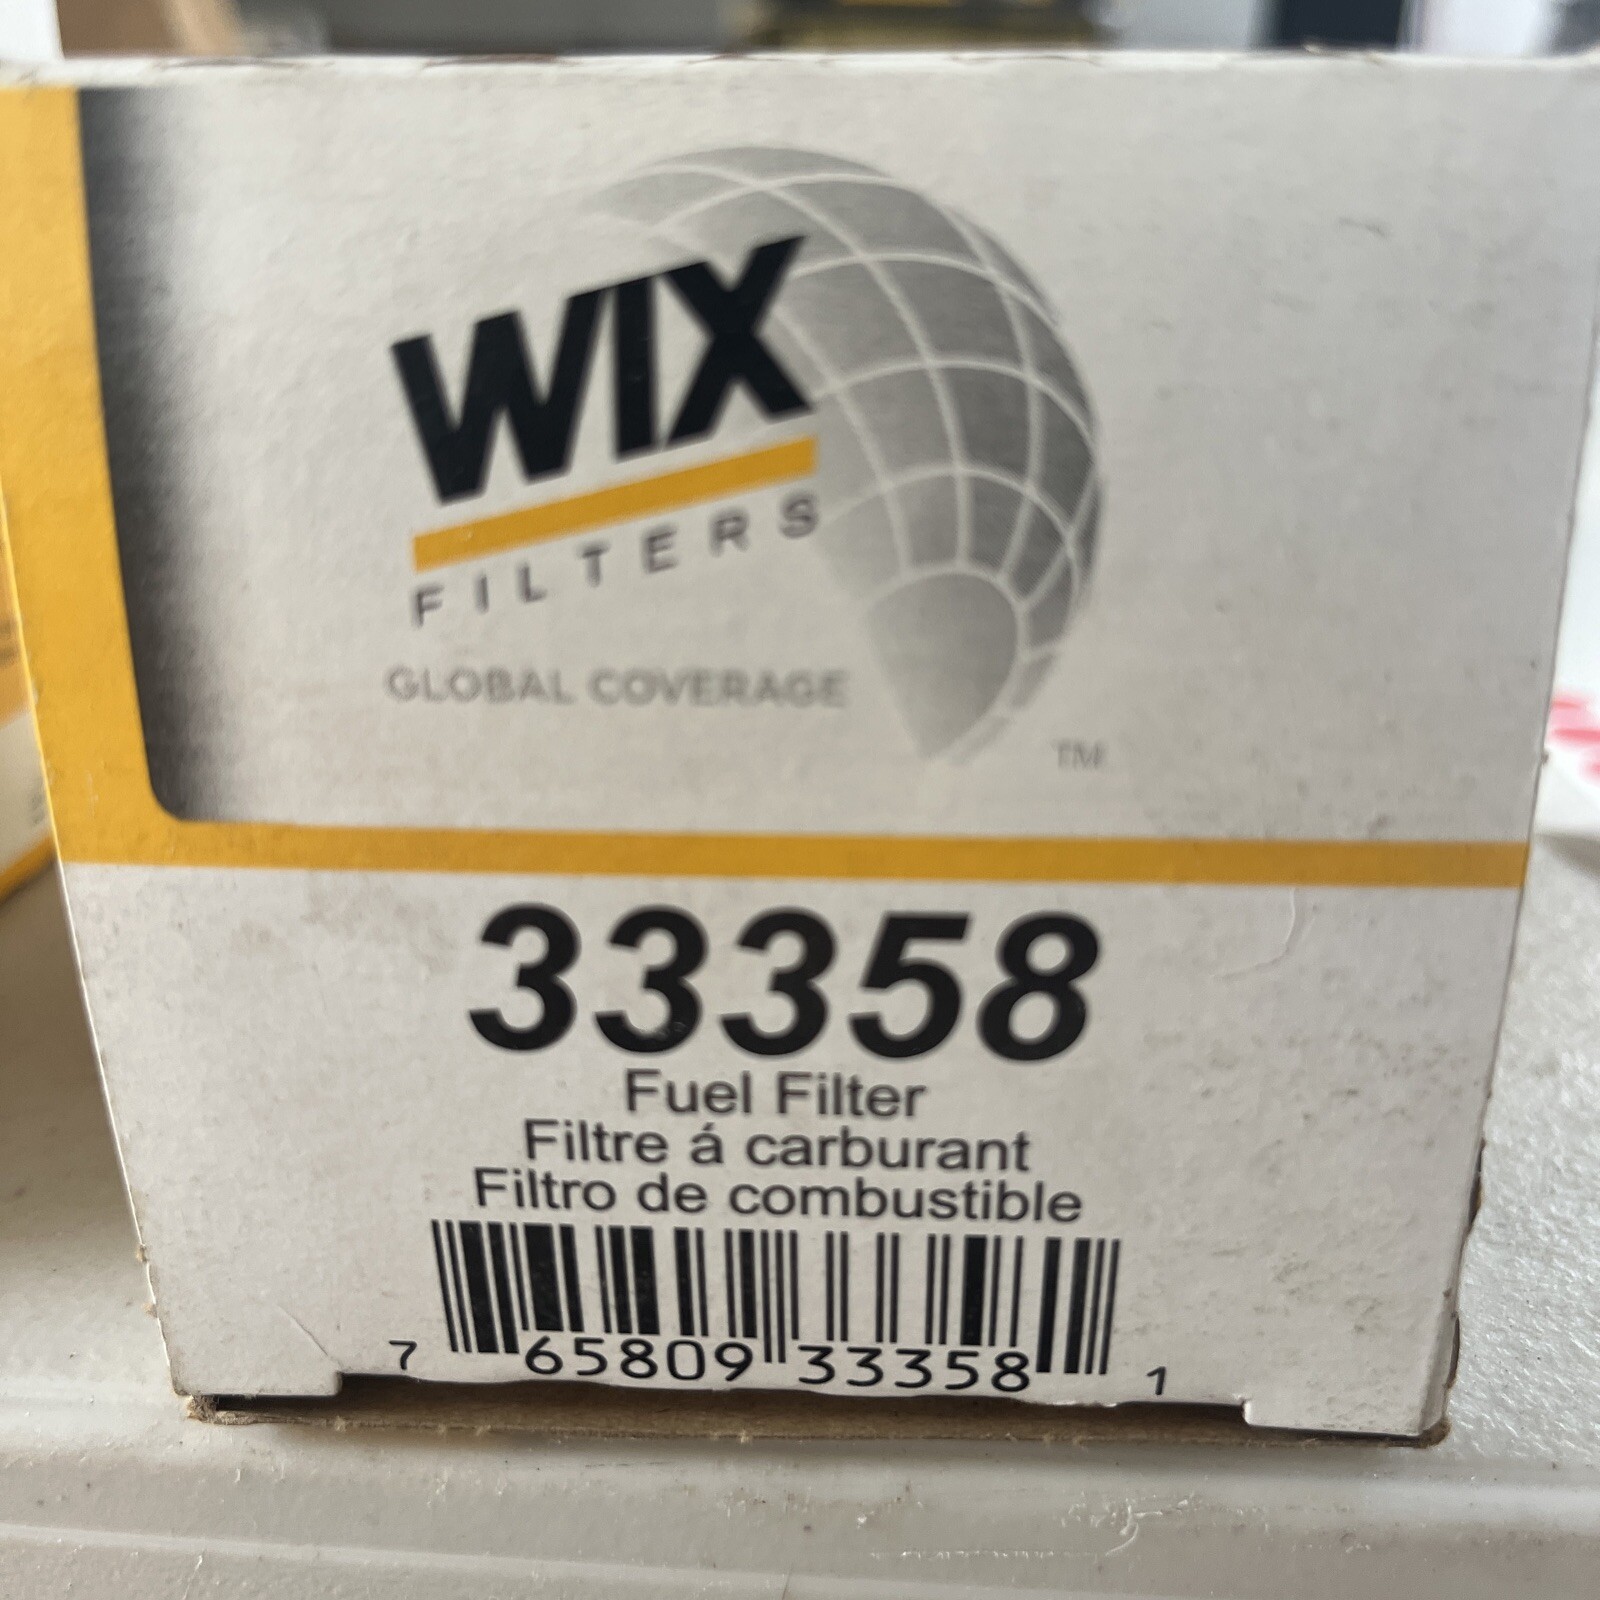 WIX
FILTERS
GLOBAL COVERAGE
TM
33358
Fuel Filter
Filtre á carburant
Filtro de combustible
7 65809 33358 1